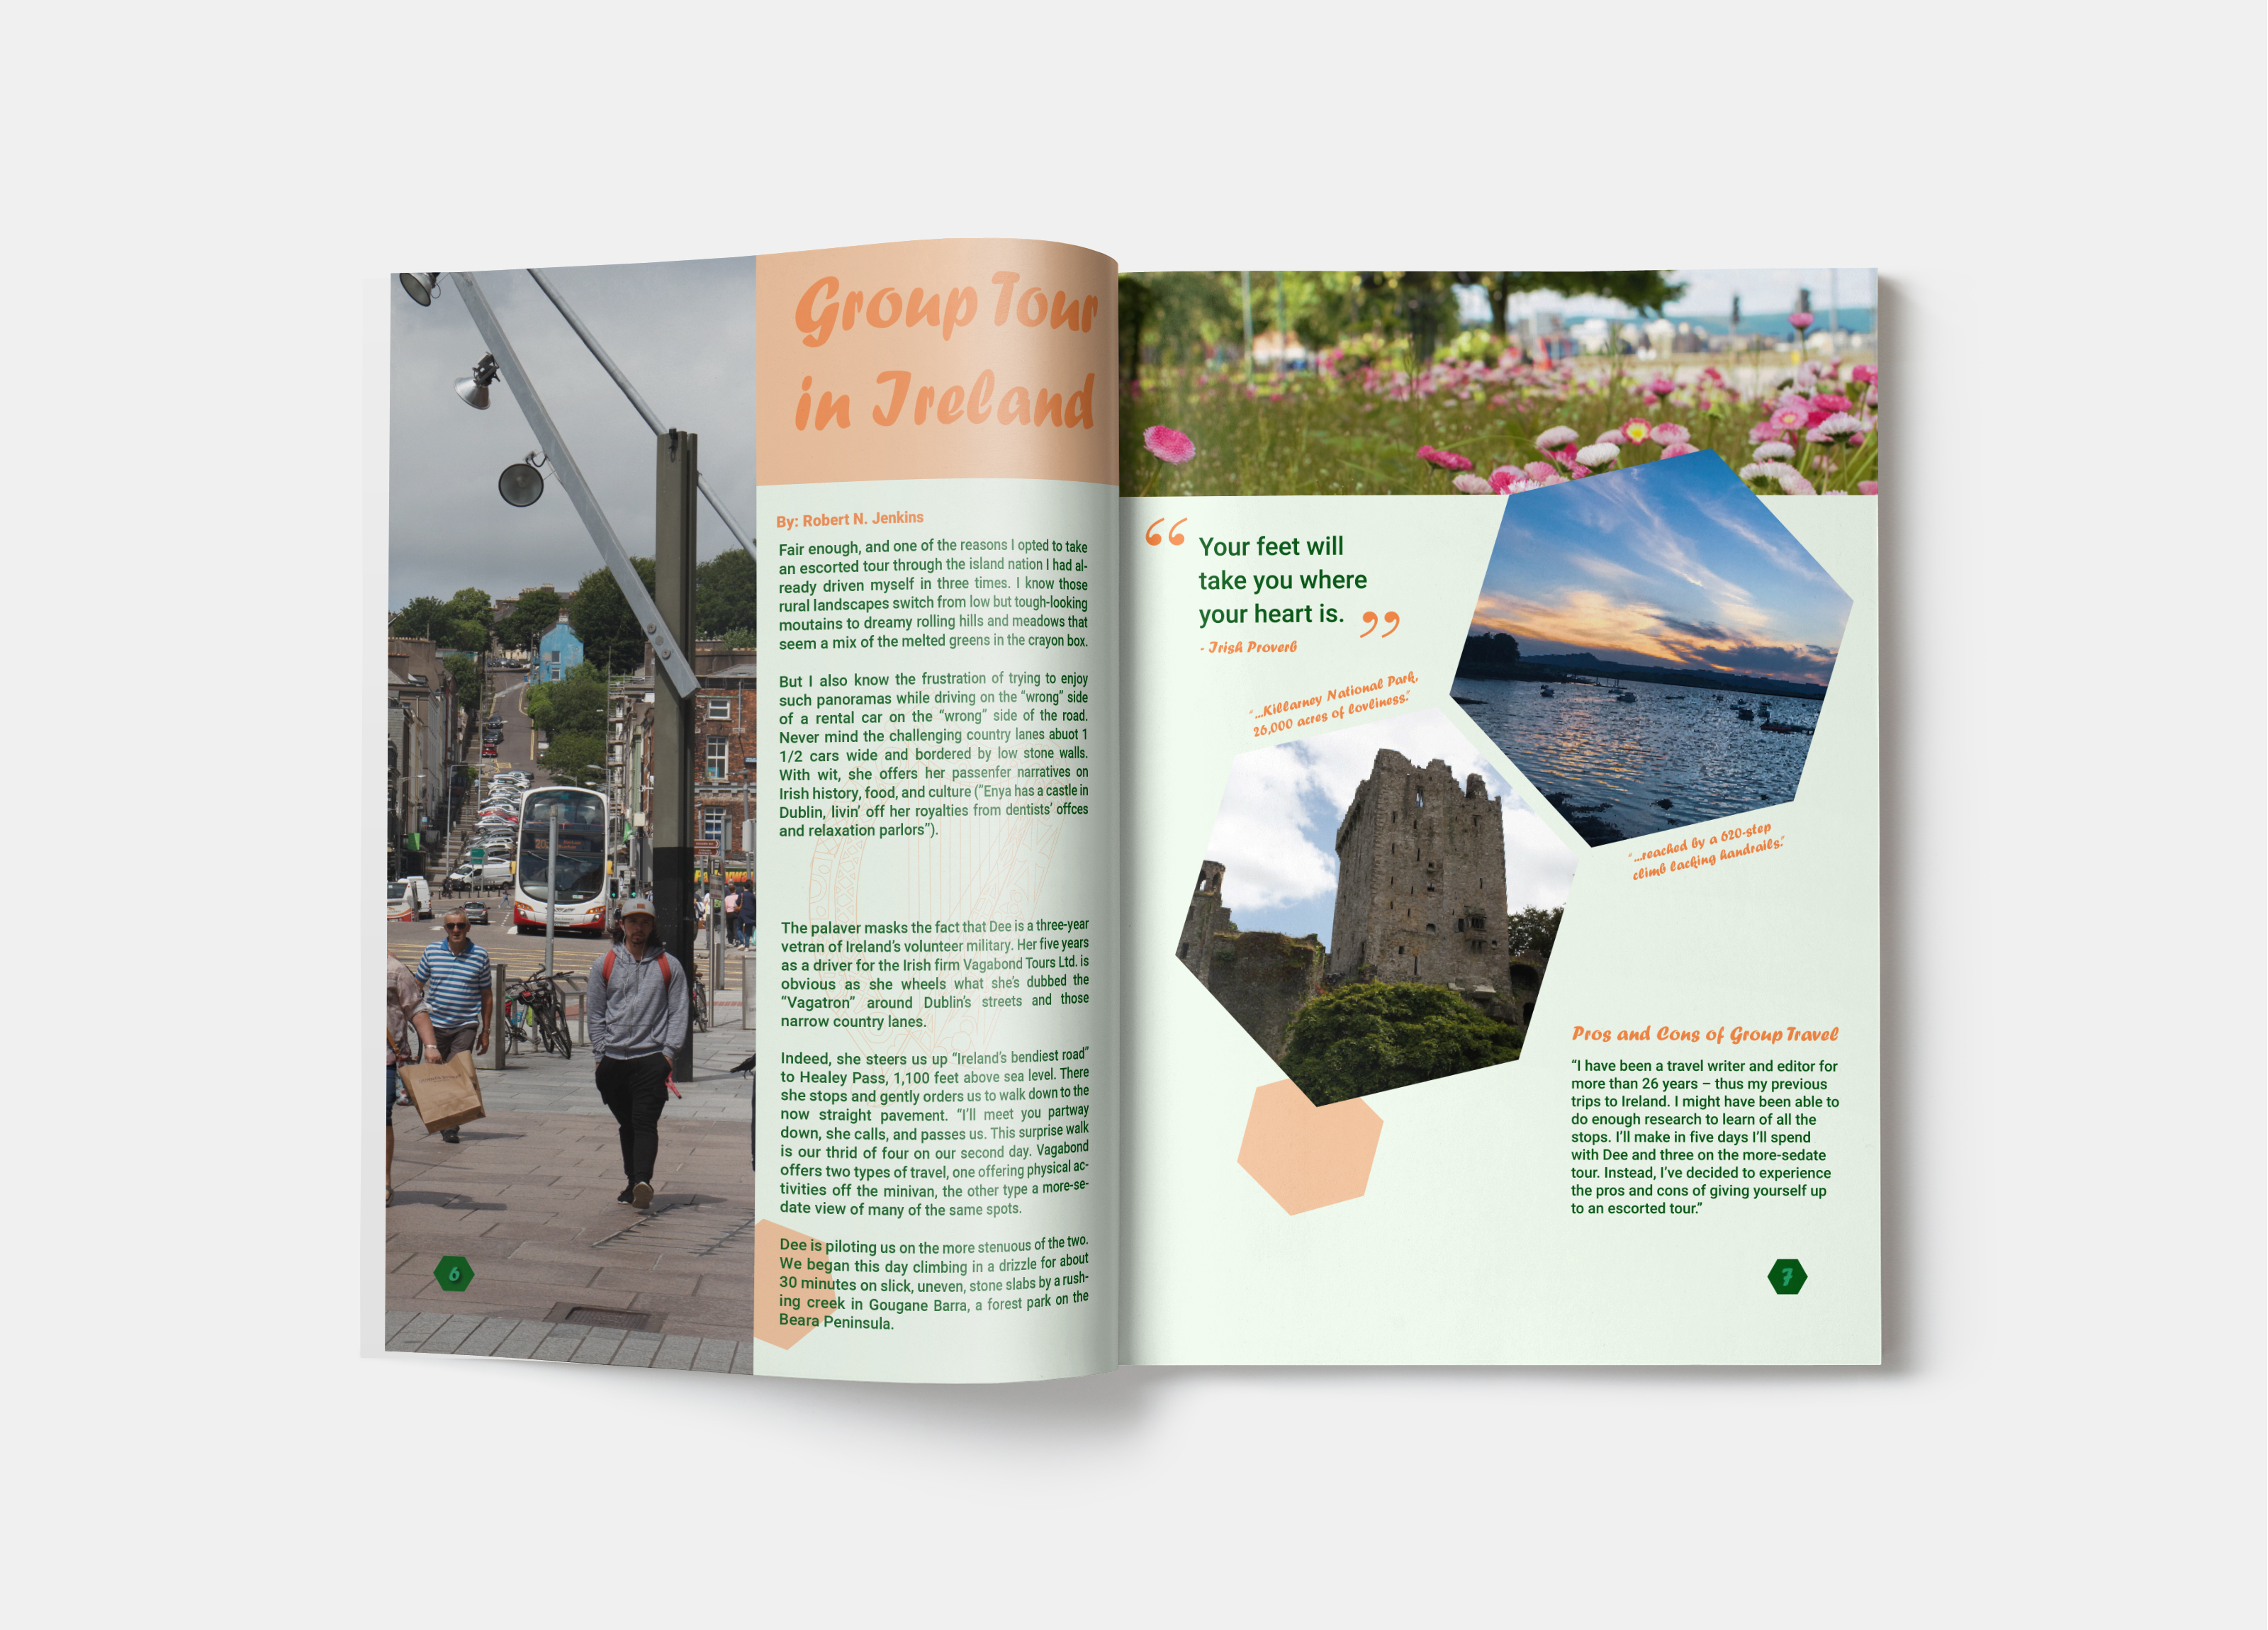 Group Tour
in Ireland
By: Robert N. Jenkins
Fair enough, and one of the reasons I opted to take
an escorted tour through the island nation I had al-
ready driven myself in three times. I know those
rural landscapes switch from low but tough-looking
moutains to dreamy rolling hills and meadows that
seem a mix of the melted greens in the crayon box.
But I also know the frustration of trying to enjoy
such panoramas while driving on the “wrong” side
of a rental car on the “wrong” side of the road.
Never mind the challenging country lanes abuot 1
1/2 cars wide and bordered by low stone walls.
With wit, she offers her passenfer narratives on
Irish history, food, and culture (”Enya has a castle in
Dublin, livin’ off her royalties from dentists’ offces
and relaxation parlors”).
The palaver masks the fact that Dee is a three-year
vetran of Ireland’s volunteer military. Her five years
as a driver for the Irish firm Vagabond Tours Ltd. is
obvious as she wheels what she’s dubbed the
“Vagatron” around Dublin’s streets and those
narrow country lanes.
Indeed, she steers us up “Ireland’s bendiest road”
to Healey Pass, 1,100 feet above sea level. There
she stops and gently orders us to walk down to the
now straight pavement. “I’ll meet you partway
down, she calls, and passes us. This surprise walk
is our thrid of four on our second day. Vagabond
offers two types of travel, one offering physical ac-
tivities off the minivan, the other type a more-se-
date view of many of the same spots.
Dee is piloting us on the more stenuous of the two.
We began this day climbing in a drizzle for about
30 minutes on slick, uneven, stone slabs by a rush-
ing creek in Gougane Barra, a forest park on the
Beara Peninsula.
6
“ Your feet will
take you where
your heart is. ”
- Irish Proverb
“...Killarney National Park,
26,000 acres of lovliness.”
“...reached by a 620-step
climb lacking handrails.”
Pros and Cons of Group Travel
“I have been a travel writer and editor for
more than 26 years – thus my previous
trips to Ireland. I might have been able to
do enough research to learn of all the
stops. I’ll make in five days I’ll spend
with Dee and three on the more-sedate
tour. Instead, I’ve decided to experience
the pros and cons of giving yourself up
to an escorted tour.”
7